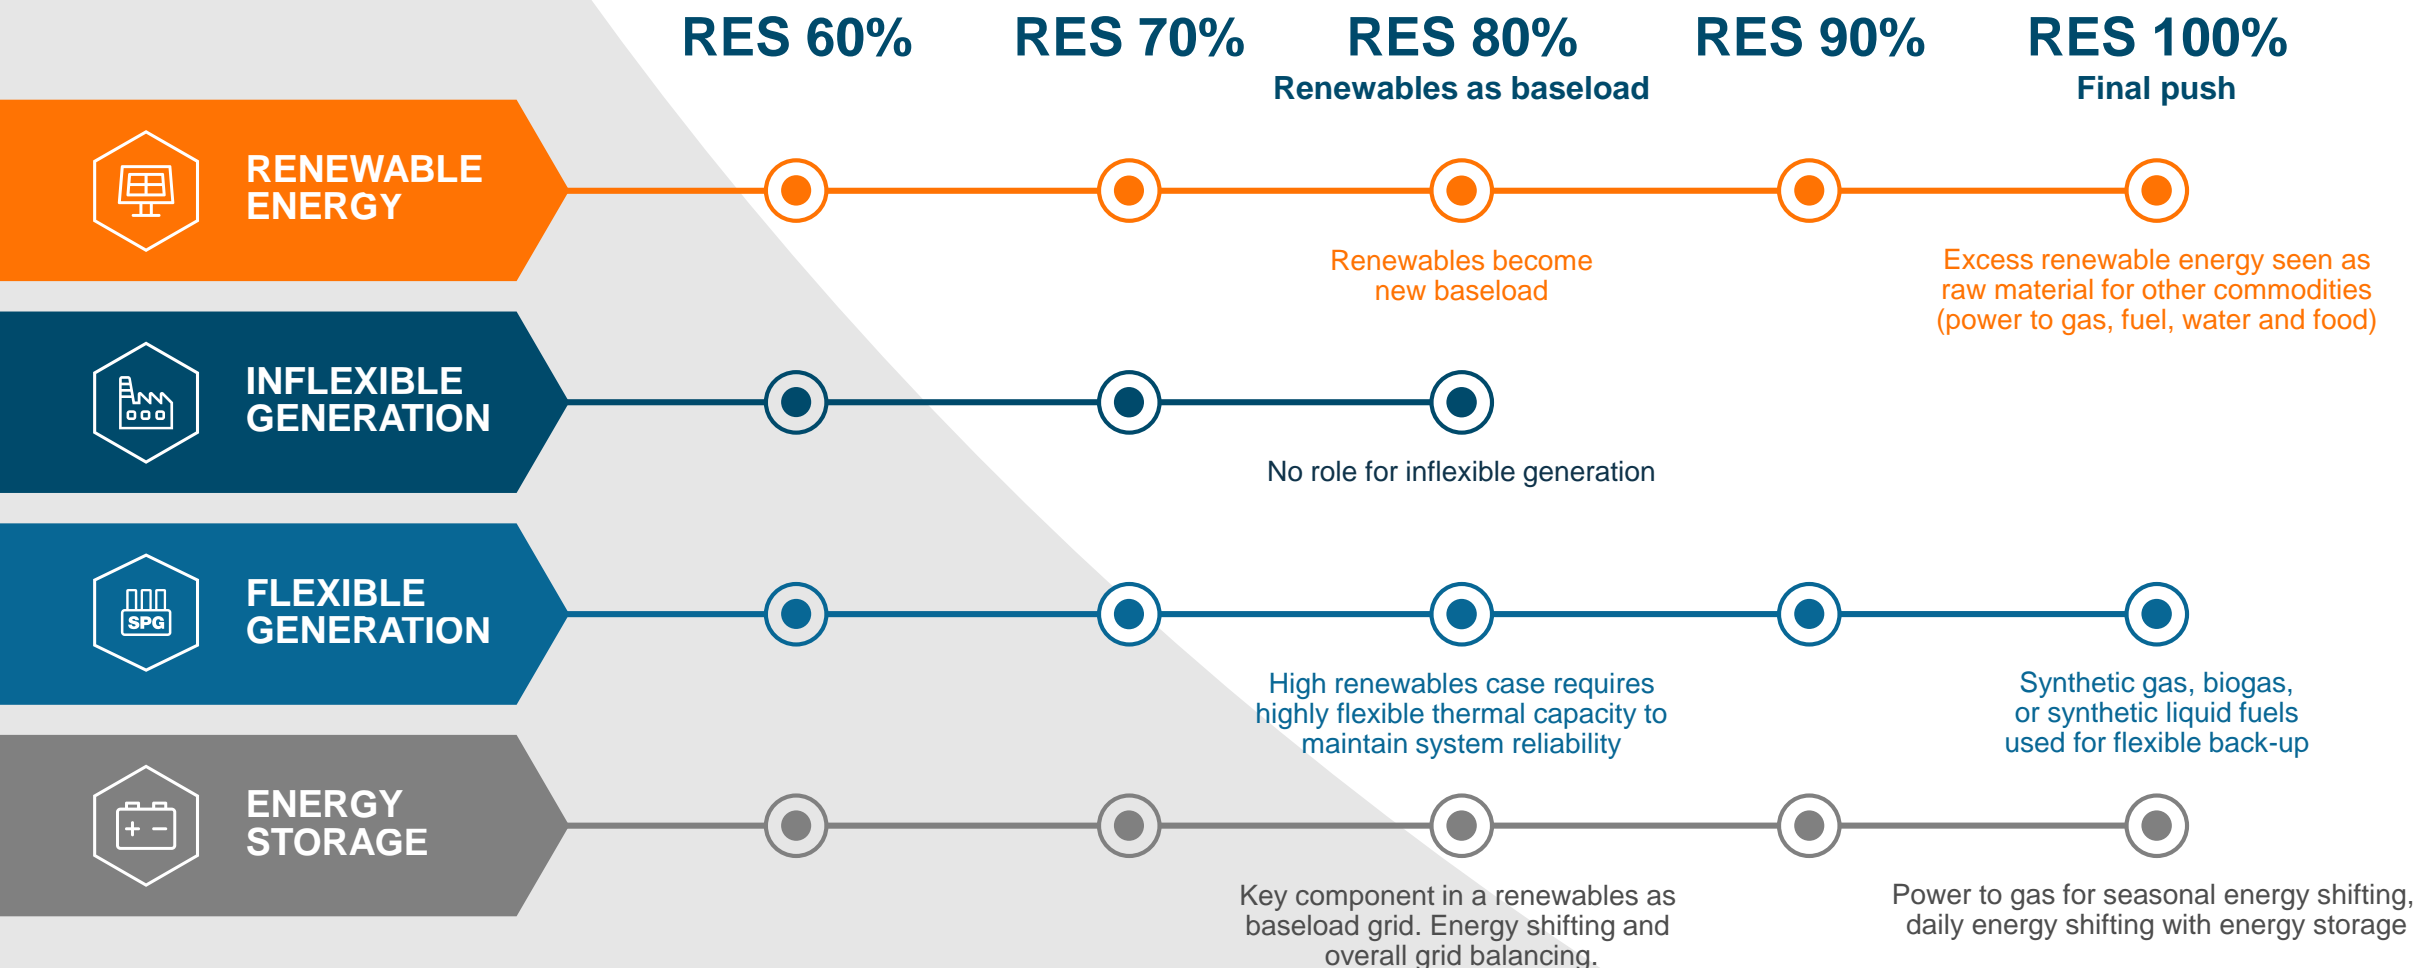 RES 60%
RES 70%
RES 80%
Renewables as baseload
RES 90%
RES 100%
Final push
RENEWABLE
ENERGY
Renewables become
new baseload
Excess renewable energy seen as
raw material for other commodities
(power to gas, fuel, water and food)
INFLEXIBLE
GENERATION
No role for inflexible generation
SPG
FLEXIBLE
GENERATION
High renewables case requires
highly flexible thermal capacity to
maintain system reliability
Synthetic gas, biogas,
or synthetic liquid fuels
used for flexible back-up
ENERGY
STORAGE
Key component in a renewables as
baseload grid. Energy shifting and
overall grid balancing.
Power to gas for seasonal energy shifting,
daily energy shifting with energy storage